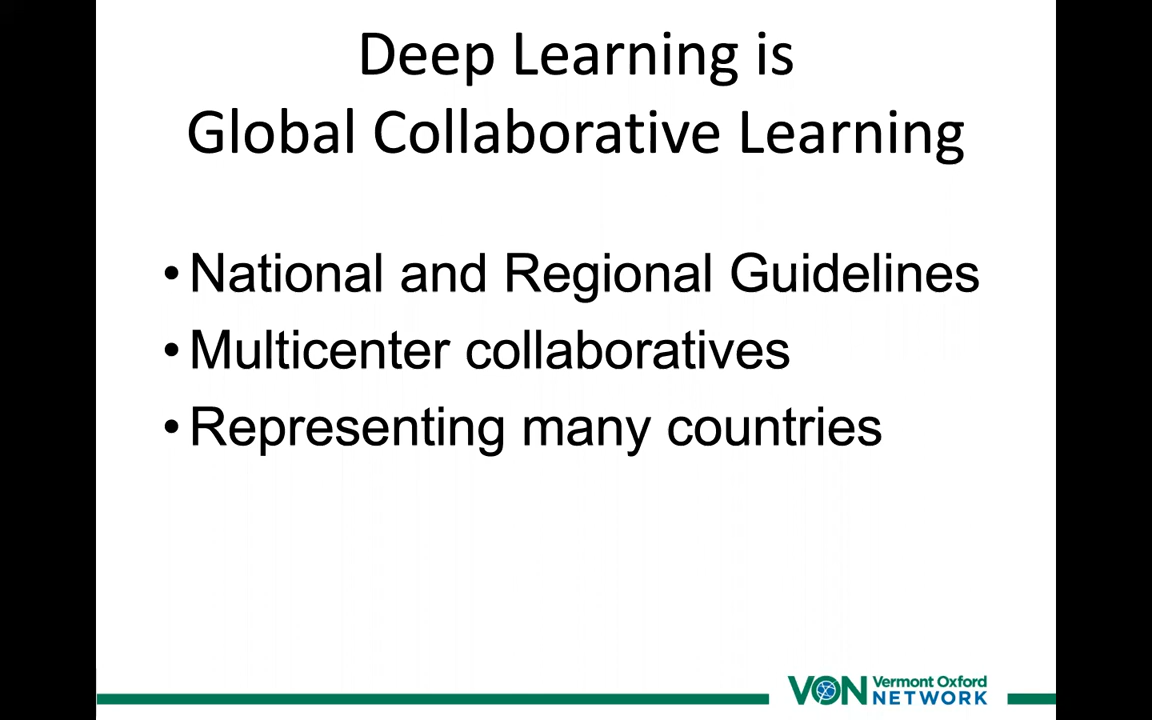 Deep Learning is
Global Collaborative Learning
•National and Regional Guidelines
•Multicenter collaboratives
•Representing many countries
VON Vermont Oxford
NETWORK